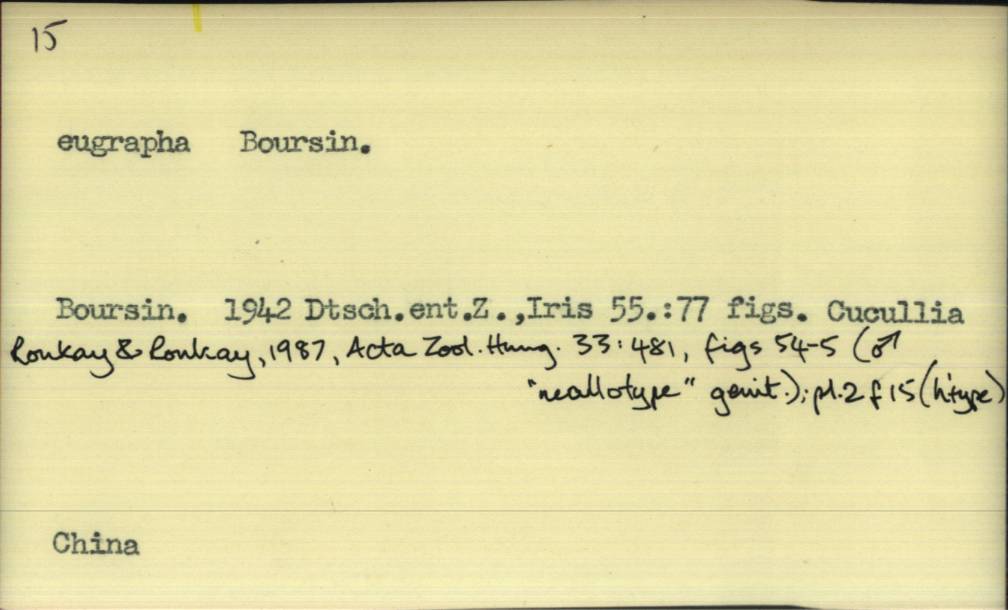 15
eugrapha Boursin.
Boursin. 1942 Dtsch.ent.Z.,Iris 55.:77 figs. Cucullia
Ronkay & Ronkay, 1987, Acta Zool. Hung. 33:481, figs 54-5 (♂
"neallotype" genit.); pl.2 f 15 (h'type)
China